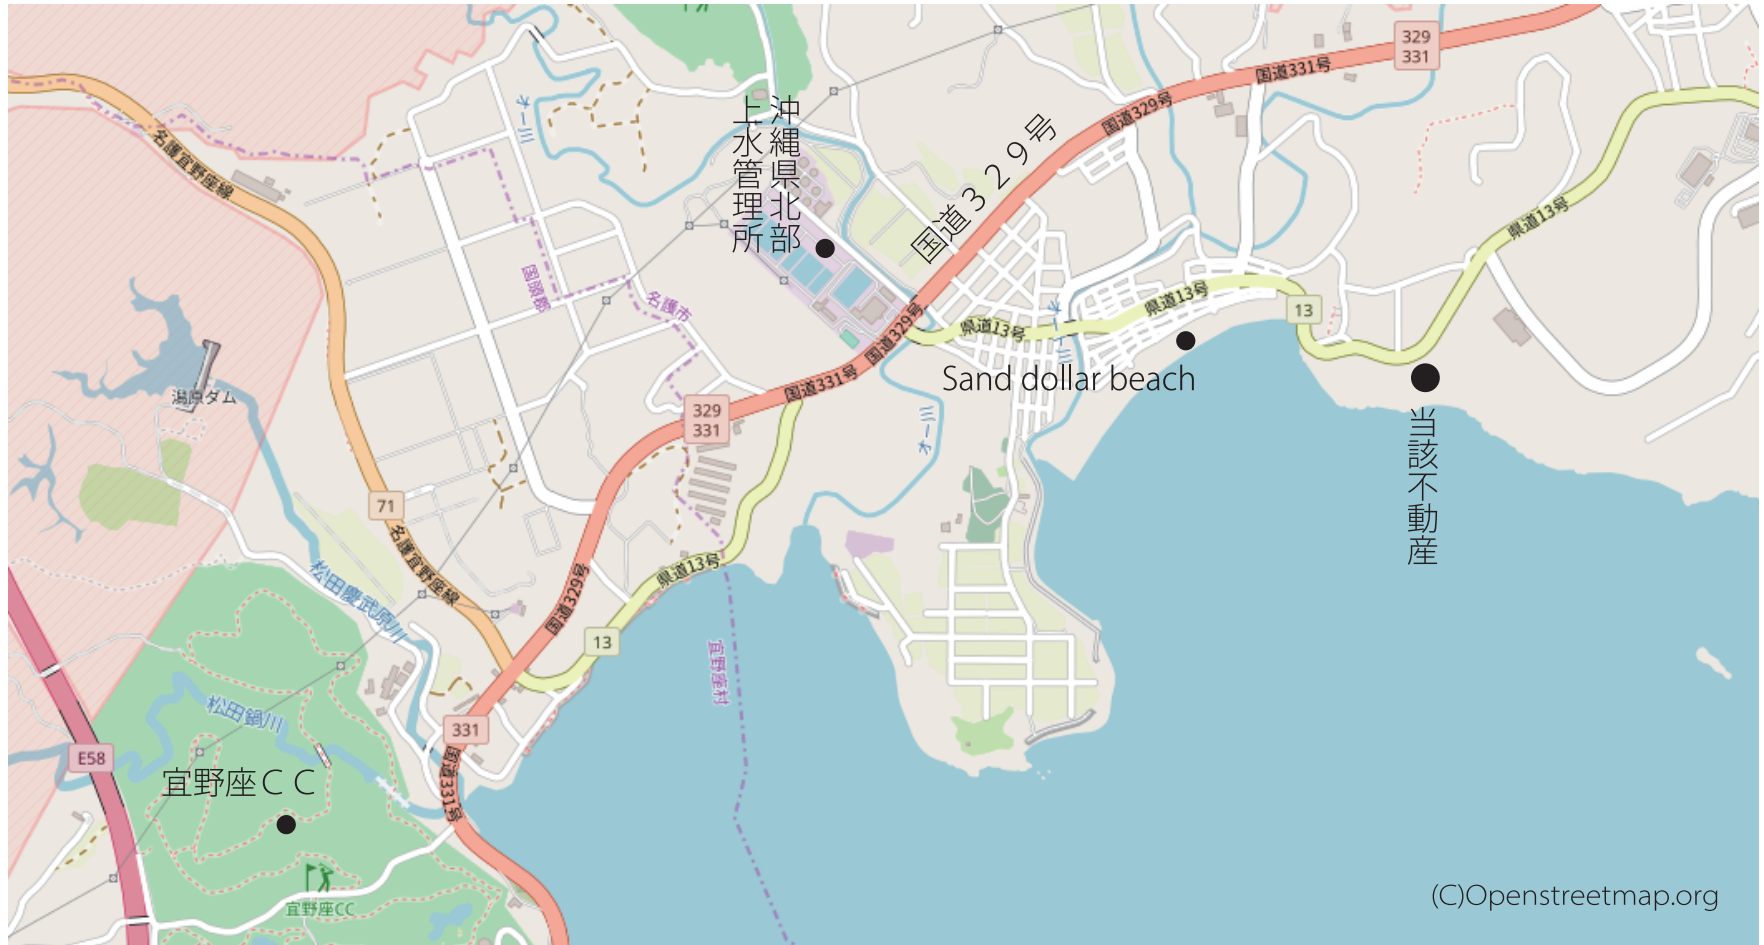 329
331
国道331号
国道329号
名護宜野座線
オー川
沖縄県北部
上水管理所
国道３２９号
県道13号
国頭郡
名護市
13
県道13号
県道13号
国道329号
オー川
湯原ダム
国道331号
Sand dollar beach
329
331
当該不動産
71
名護宜野座線
県道13号
松田慶武原川
国道329号
13
宜野座村
松田鍋川
331
E58
国道331号
宜野座ＣＣ
宜野座CC
(C)Openstreetmap.org